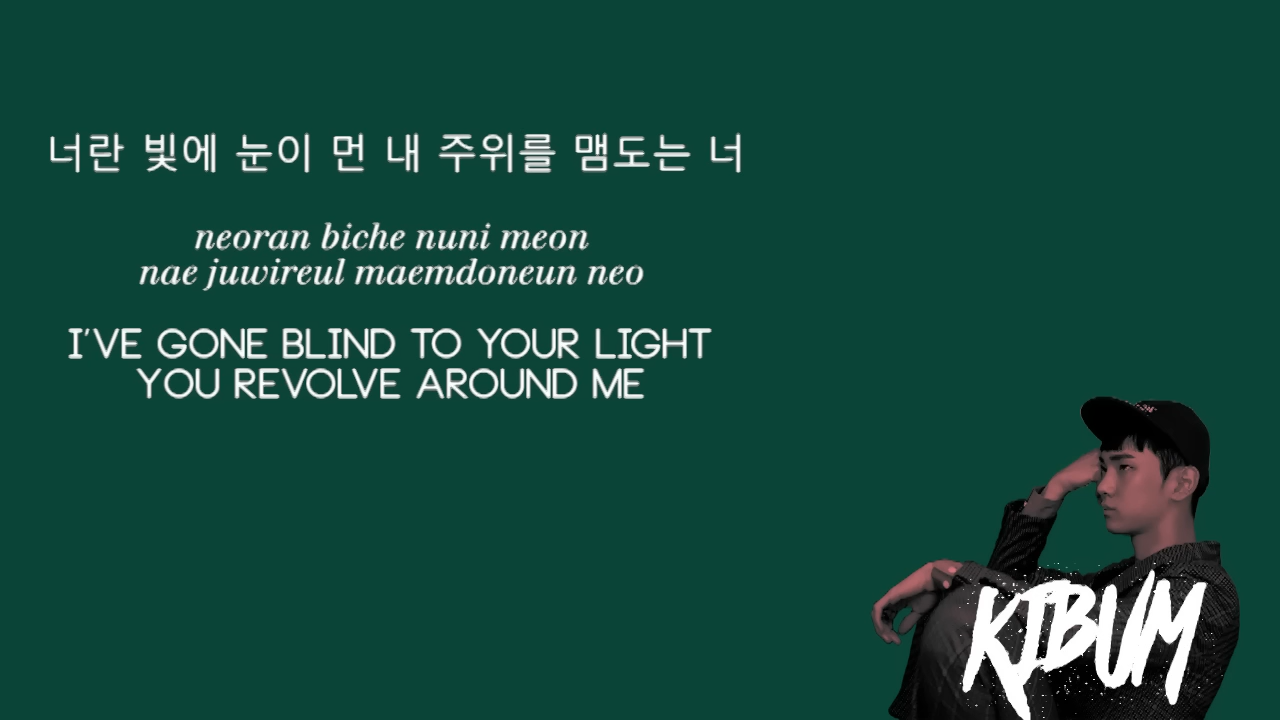 너란 빛에 눈이 먼 내 주위를 맴도는 너
neoran biche nuni meon
nae juwireul maemdoneun neo
I'VE GONE BLIND TO YOUR LIGHT
YOU REVOLVE AROUND ME
KIBUM